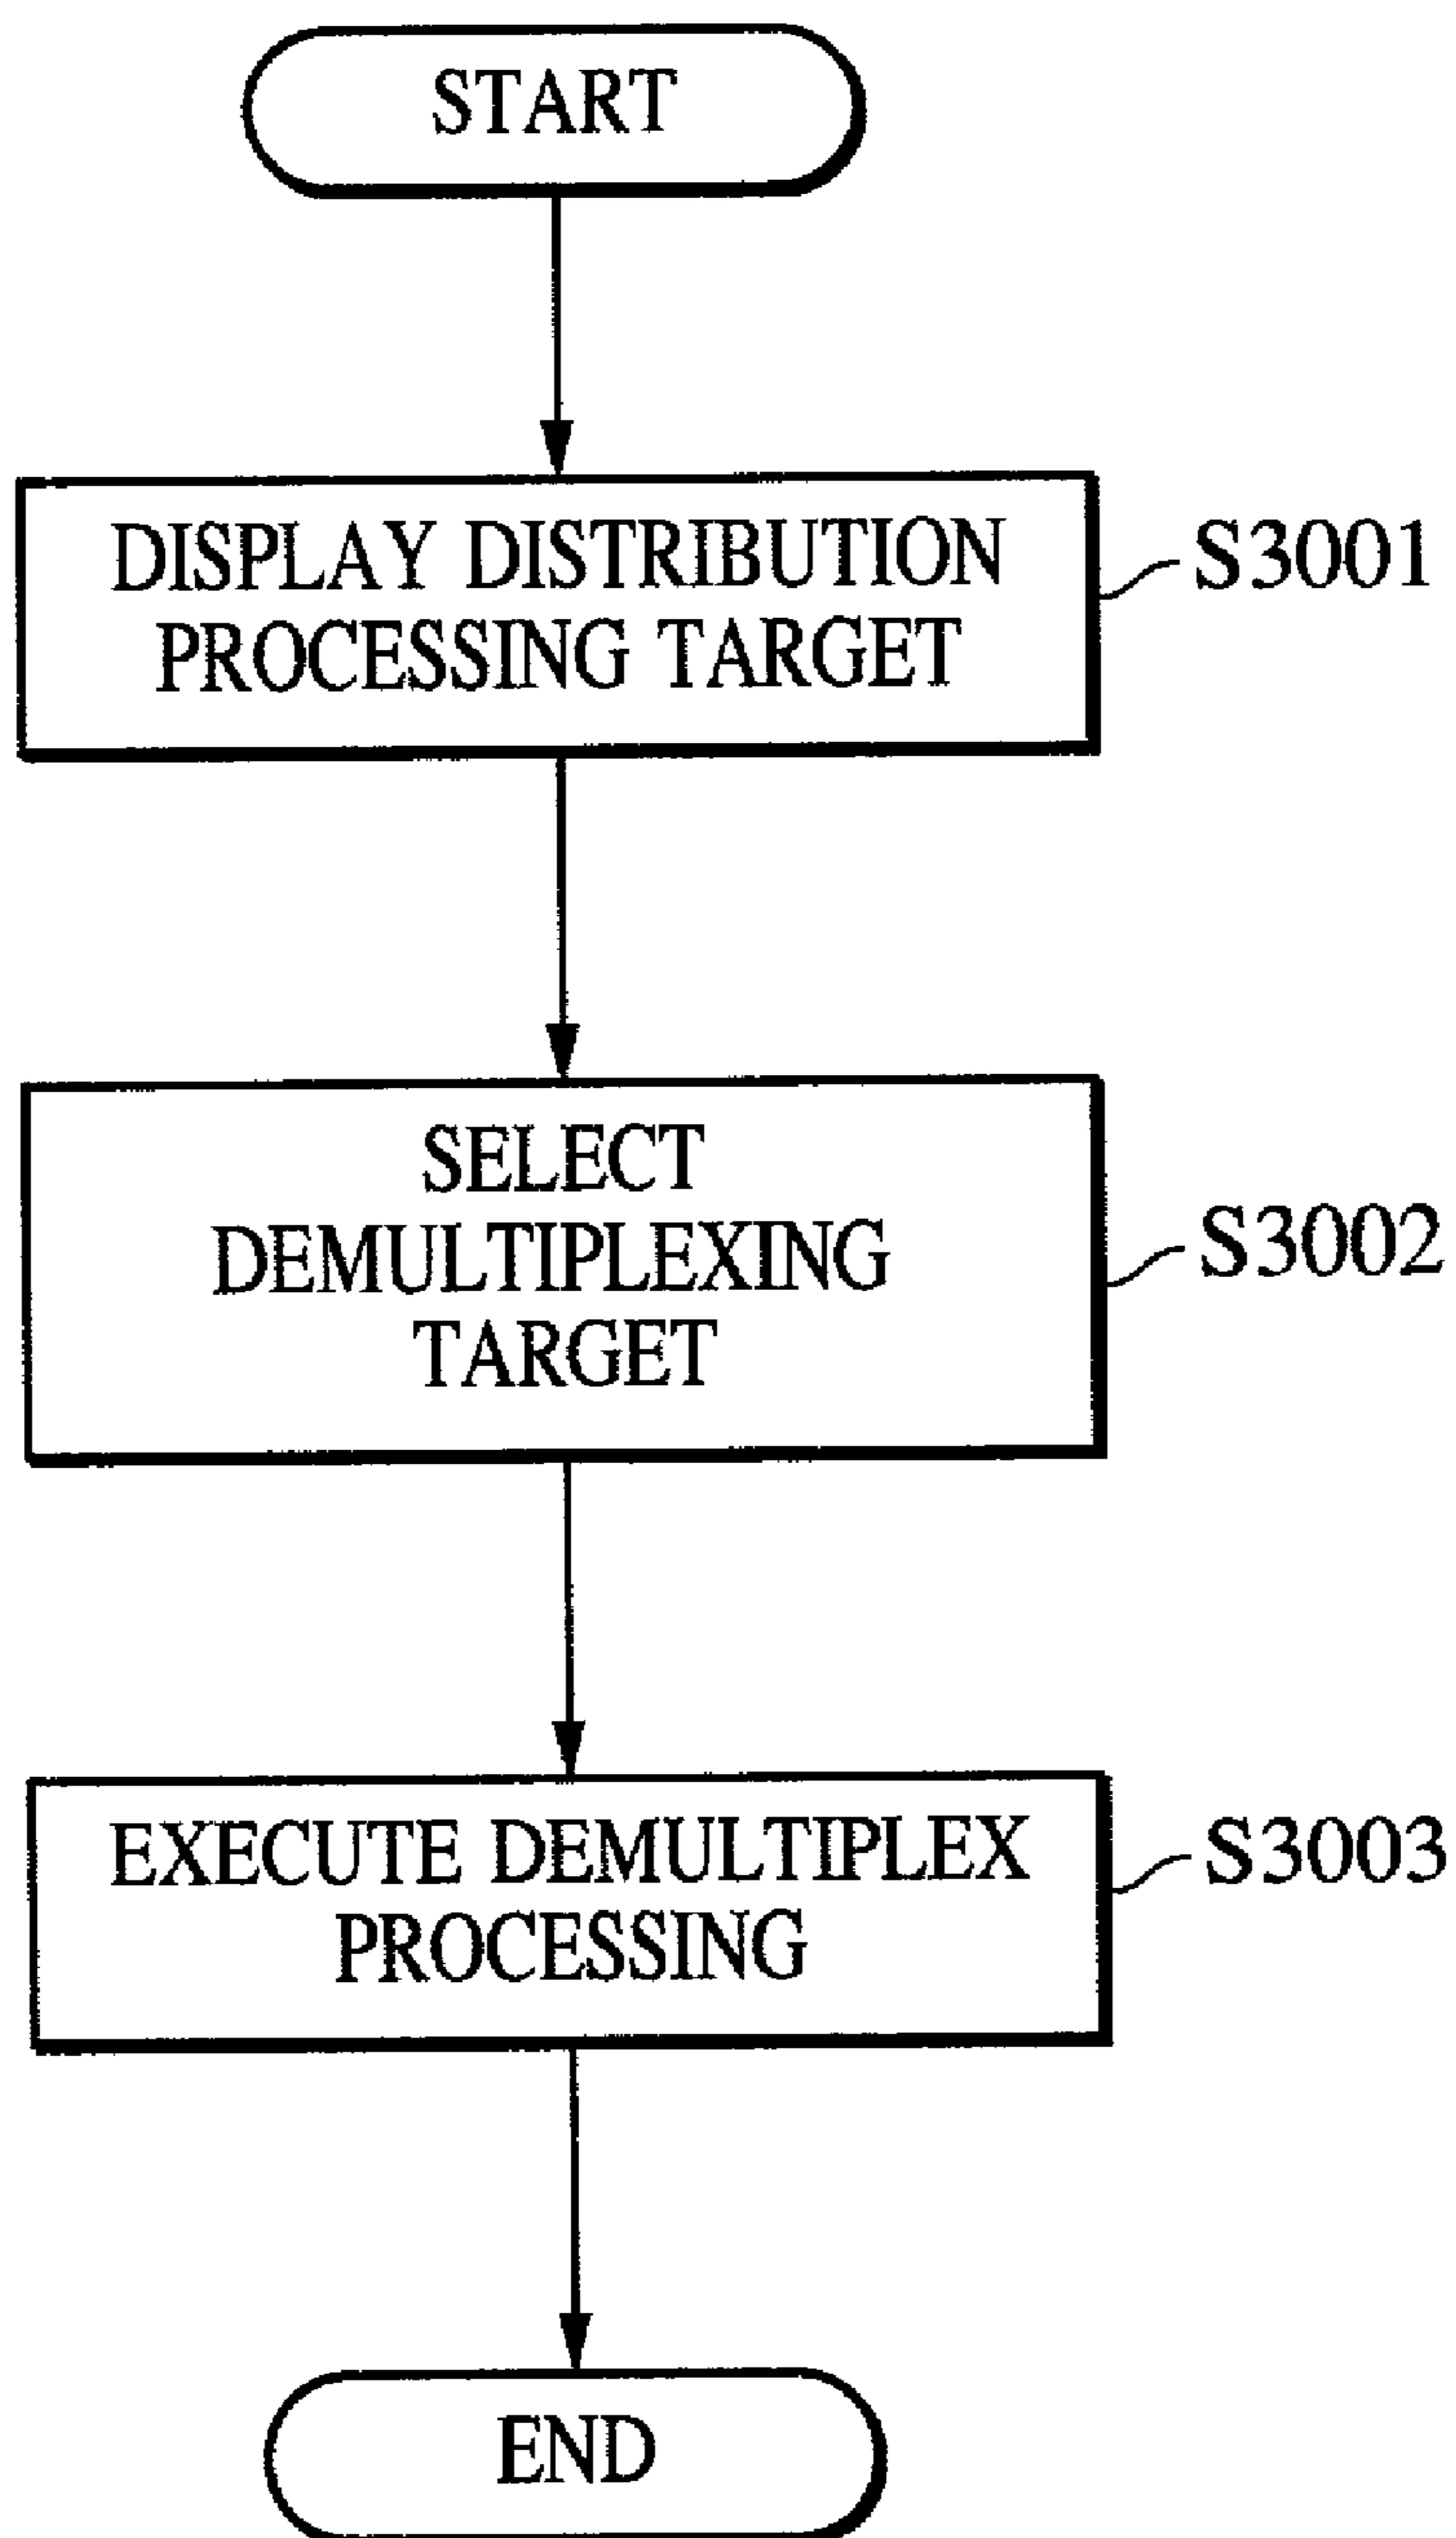 START
DISPLAY DISTRIBUTION
PROCESSING TARGET
S3001
SELECT
DEMULTIPLEXING
TARGET
S3002
EXECUTE DEMULTIPLEX
PROCESSING
S3003
END